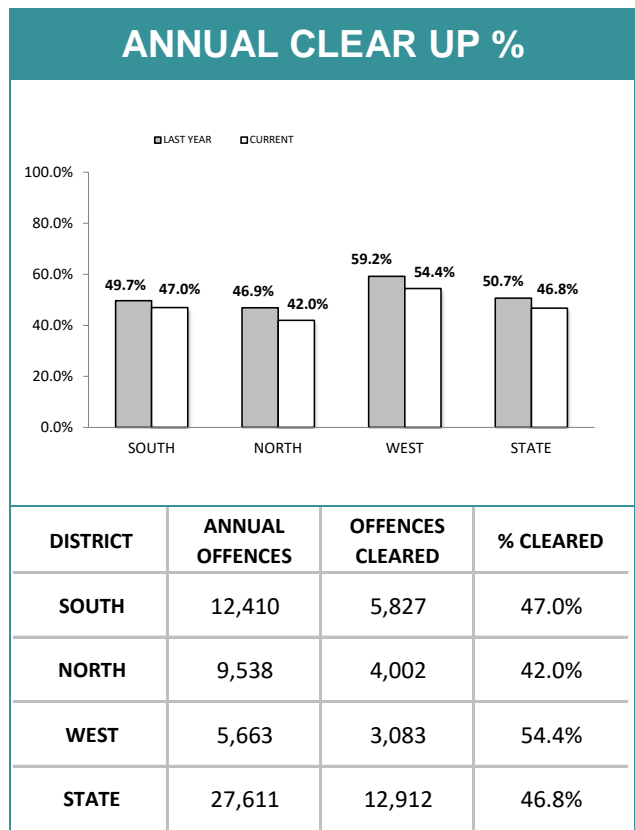 ANNUAL CLEAR UP %
LAST YEAR CURRENT
100.0%
80.0%
60.0%
40.0%
20.0%
0.0%
49.7% 47.0% 46.9% 42.0% 59.2% 54.4% 50.7% 46.8%
SOUTH NORTH WEST STATE
DISTRICT ANNUAL OFFENCES OFFENCES CLEARED % CLEARED
SOUTH 12,410 5,827 47.0%
NORTH 9,538 4,002 42.0%
WEST 5,663 3,083 54.4%
STATE 27,611 12,912 46.8%